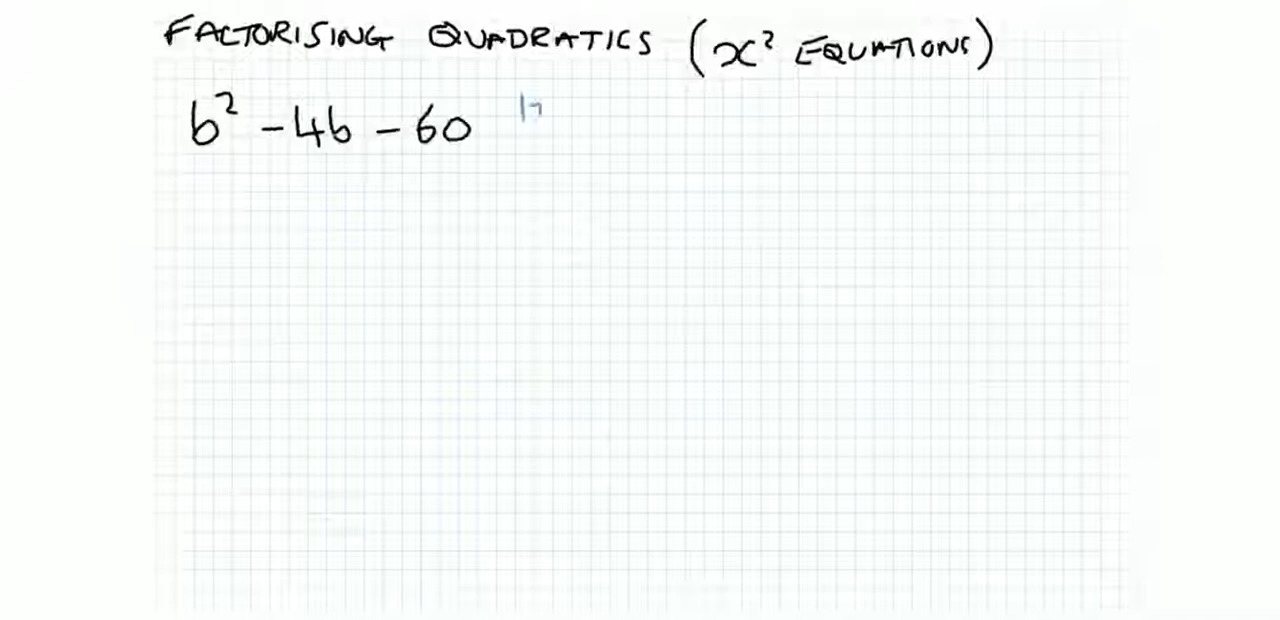 FACTORISING QUADRATICS (x² EQUATIONS)
b² - 4b - 60